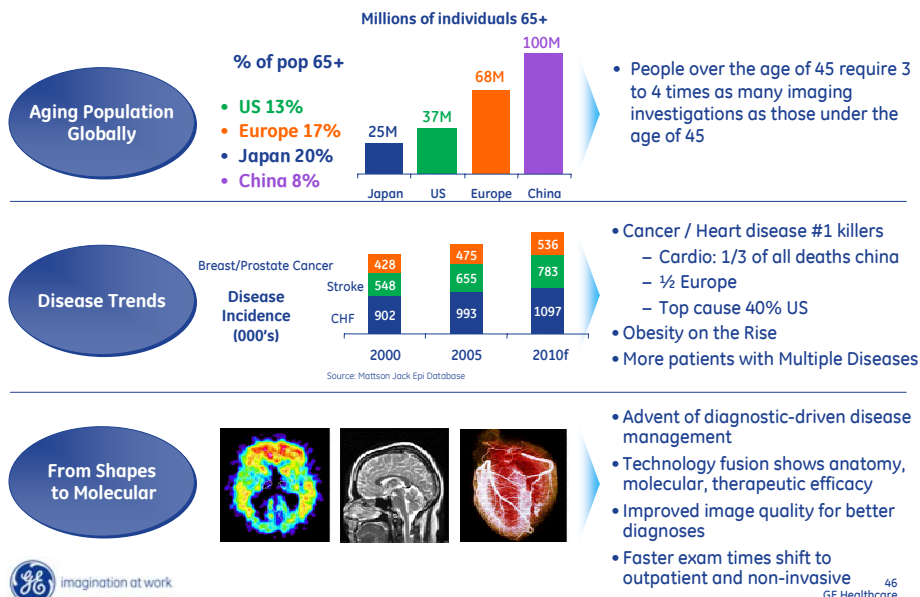 Millions of individuals 65+
% of pop 65+
Aging Population
Globally
• US 13%
• Europe 17%
• Japan 20%
• China 8%
25M
37M
68M
100M
Japan
US
Europe
China
• People over the age of 45 require 3
to 4 times as many imaging
investigations as those under the
age of 45
Disease Trends
Breast/Prostate Cancer
Stroke
CHF
Disease
Incidence
(000's)
428
548
902
475
655
993
536
783
1097
2000
2005
2010f
Source: Mattson Jack Epi Database
• Cancer / Heart disease #1 killers
– Cardio: 1/3 of all deaths china
– ½ Europe
– Top cause 40% US
• Obesity on the Rise
• More patients with Multiple Diseases
From Shapes
to Molecular
• Advent of diagnostic-driven disease
management
• Technology fusion shows anatomy,
molecular, therapeutic efficacy
• Improved image quality for better
diagnoses
• Faster exam times shift to
outpatient and non-invasive
GE
imagination at work
46
GE Healthcare